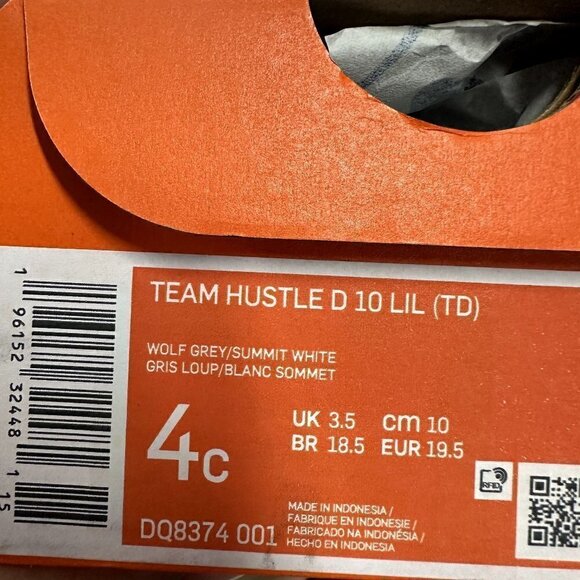 TEAM HUSTLE D 10 LIL (TD)
WOLF GREY/SUMMIT WHITE
GRIS LOUP/BLANC SOMMET
4C
UK 3.5 cm 10
BR 18.5 EUR 19.5
RFID
DQ8374 001
MADE IN INDONESIA /
FABRIQUE EN INDONESIE /
FABRICADO NA INDONÉSIA /
HECHO EN INDONESIA
1 96152 32448 1 15